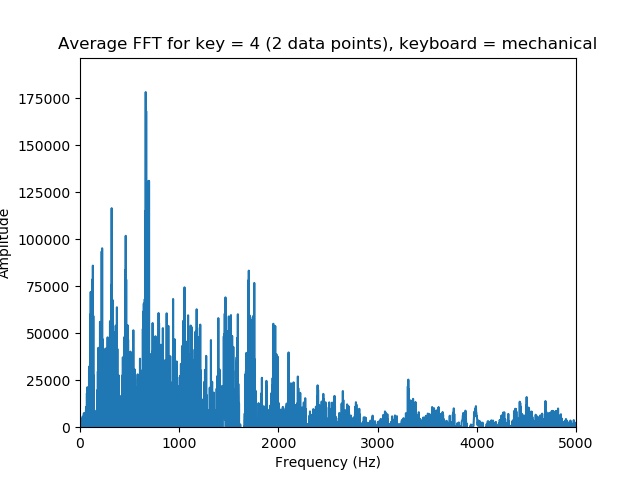 Average FFT for key = 4 (2 data points), keyboard = mechanical
175000
150000
125000
100000
75000
50000
25000
0
Amplitude
0 1000 2000 3000 4000 5000
Frequency (Hz)